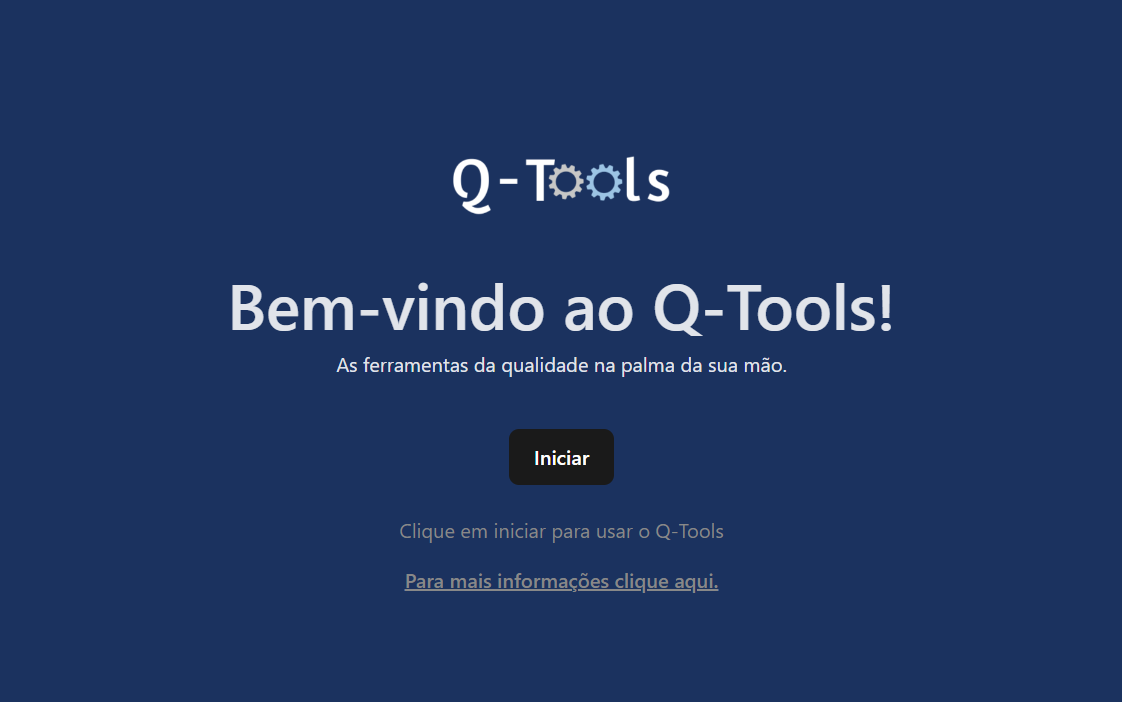 Q-Tools
Bem-vindo ao Q-Tools!
As ferramentas da qualidade na palma da sua mão.
Iniciar
Clique em iniciar para usar o Q-Tools
Para mais informações clique aqui.